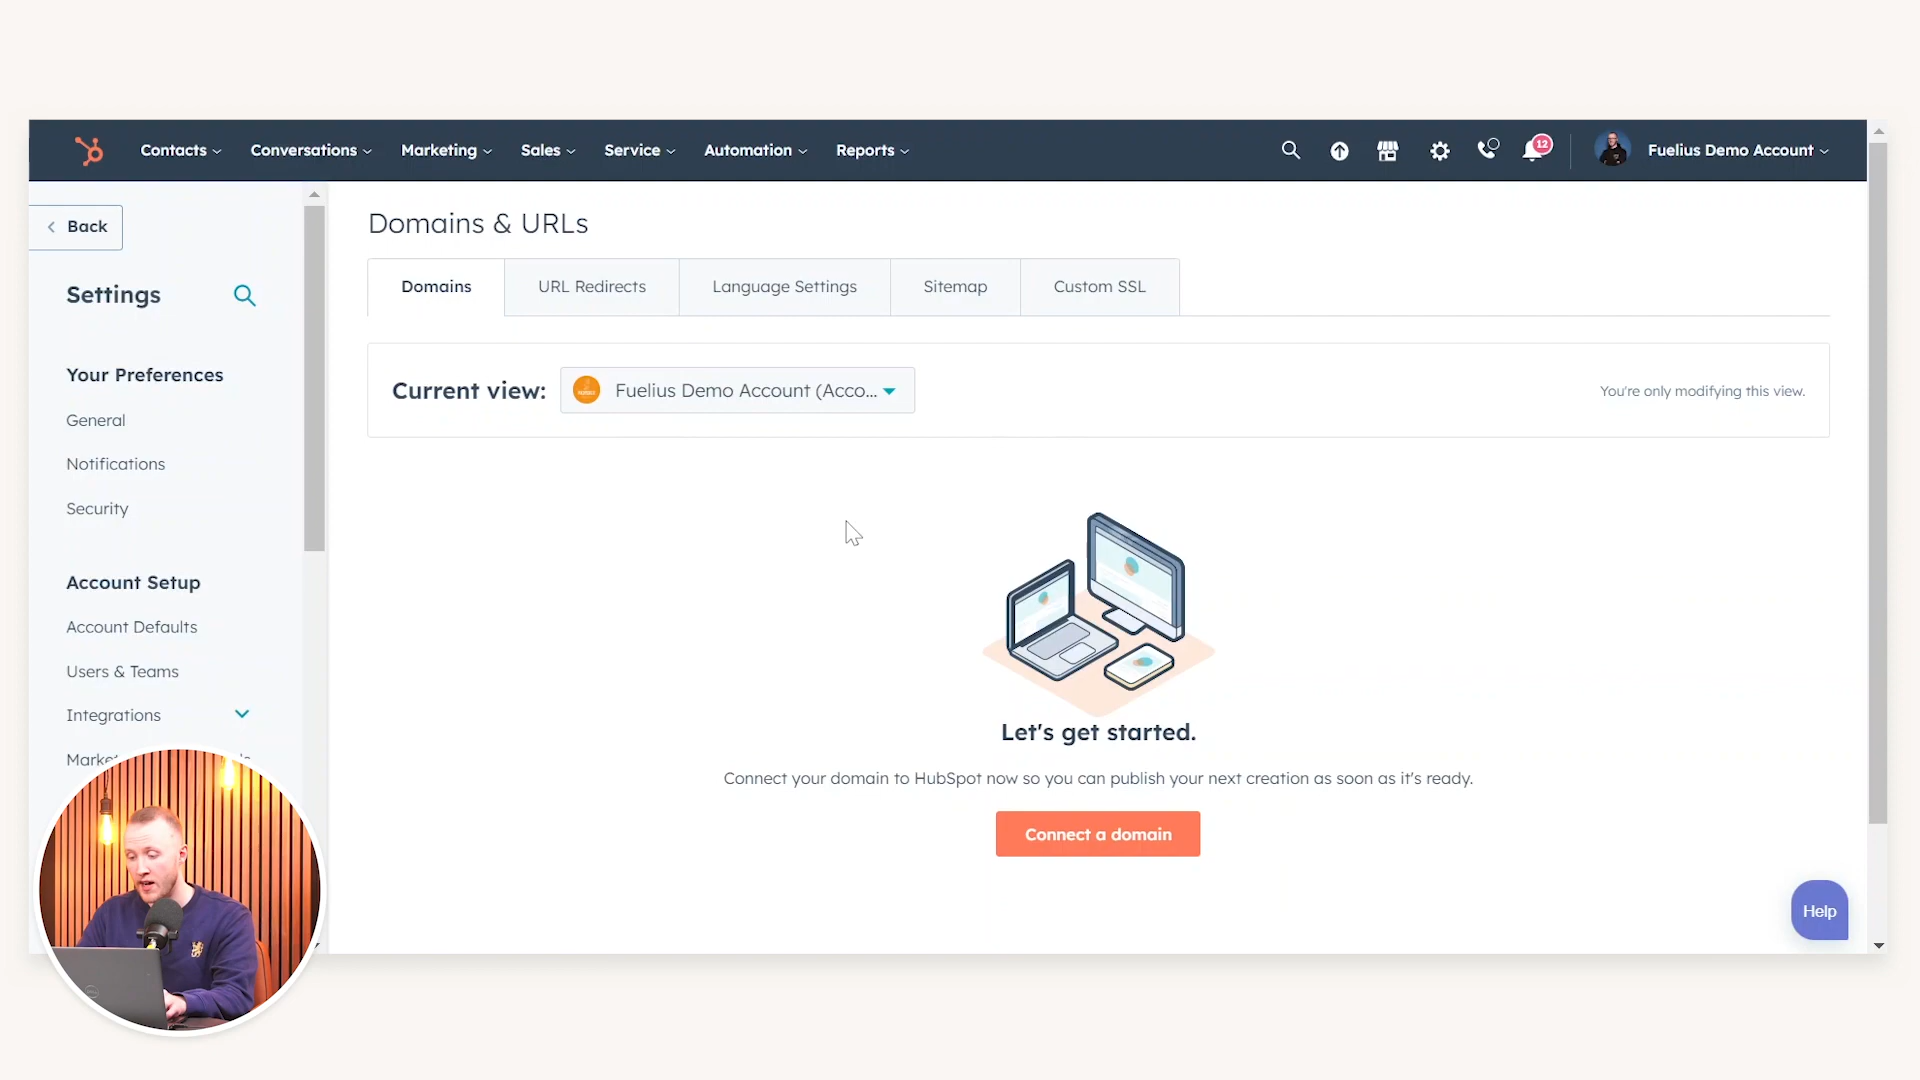 Contacts
Conversations
Marketing
Sales
Service
Automation
Reports
12
Fuelius Demo Account
Back
Settings
Your Preferences
General
Notifications
Security
Account Setup
Account Defaults
Users & Teams
Integrations
Domains & URLs
Domains
URL Redirects
Language Settings
Sitemap
Custom SSL
Current view:
Fuelius Demo Account (Acco...
You're only modifying this view.
Let's get started.
Connect your domain to HubSpot now so you can publish your next creation as soon as it's ready.
Connect a domain
Help